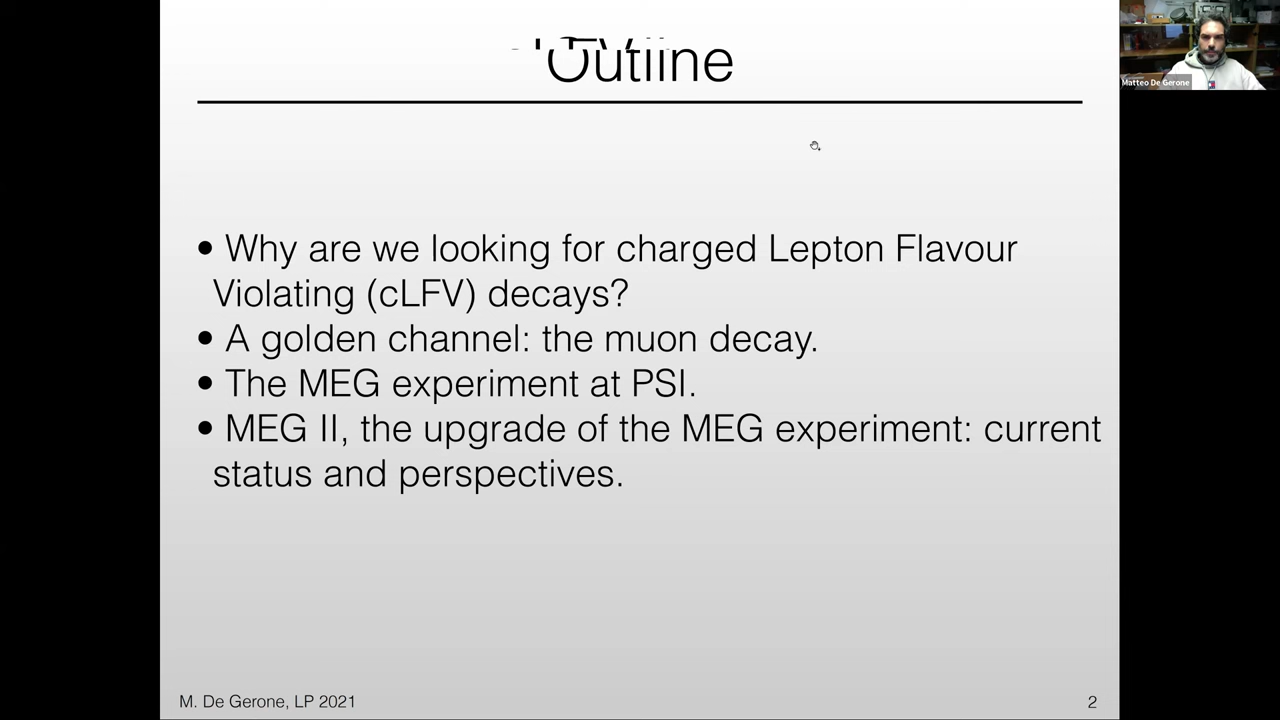 Outline
Matteo De Gerone
• Why are we looking for charged Lepton Flavour
Violating (cLFV) decays?
• A golden channel: the muon decay.
• The MEG experiment at PSI.
• MEG II, the upgrade of the MEG experiment: current
status and perspectives.
M. De Gerone, LP 2021
2